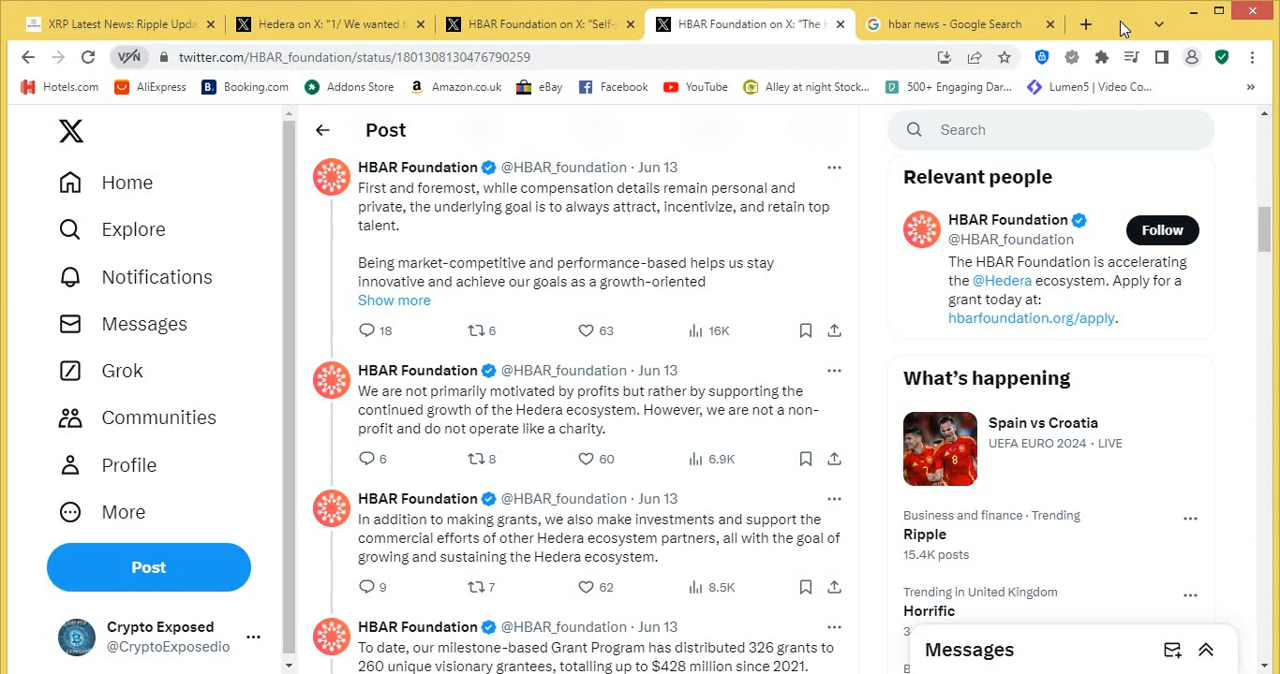 XRP Latest News: Ripple Upda
Hedera on X: "1/ We wanted t
HBAR Foundation on X: "Self-
HBAR Foundation on X: "The
hbar news - Google Search
VPN
twitter.com/HBAR_foundation/status/1801308130476790259
Hotels.com
AliExpress
Booking.com
Addons Store
Amazon.co.uk
eBay
Facebook
YouTube
Alley at night Stock...
500+ Engaging Dar...
Lumen5 | Video Co...
Home
Explore
Notifications
Messages
Grok
Communities
Profile
More
Post
Crypto Exposed
@CryptoExposedio
Post
HBAR Foundation @HBAR_foundation · Jun 13
First and foremost, while compensation details remain personal and
private, the underlying goal is to always attract, incentivize, and retain top
talent.
Being market-competitive and performance-based helps us stay
innovative and achieve our goals as a growth-oriented
Show more
18 6 63 16K
HBAR Foundation @HBAR_foundation · Jun 13
We are not primarily motivated by profits but rather by supporting the
continued growth of the Hedera ecosystem. However, we are not a non-
profit and do not operate like a charity.
6 8 60 6.9K
HBAR Foundation @HBAR_foundation · Jun 13
In addition to making grants, we also make investments and support the
commercial efforts of other Hedera ecosystem partners, all with the goal of
growing and sustaining the Hedera ecosystem.
9 7 62 8.5K
HBAR Foundation @HBAR_foundation · Jun 13
To date, our milestone-based Grant Program has distributed 326 grants to
260 unique visionary grantees, totalling up to $428 million since 2021.
Search
Relevant people
HBAR Foundation
@HBAR_foundation
Follow
The HBAR Foundation is accelerating
the @Hedera ecosystem. Apply for a
grant today at:
hbarfoundation.org/apply.
What's happening
Spain vs Croatia
UEFA EURO 2024 · LIVE
Business and finance · Trending
Ripple
15.4K posts
Trending in United Kingdom
Horrific
Messages